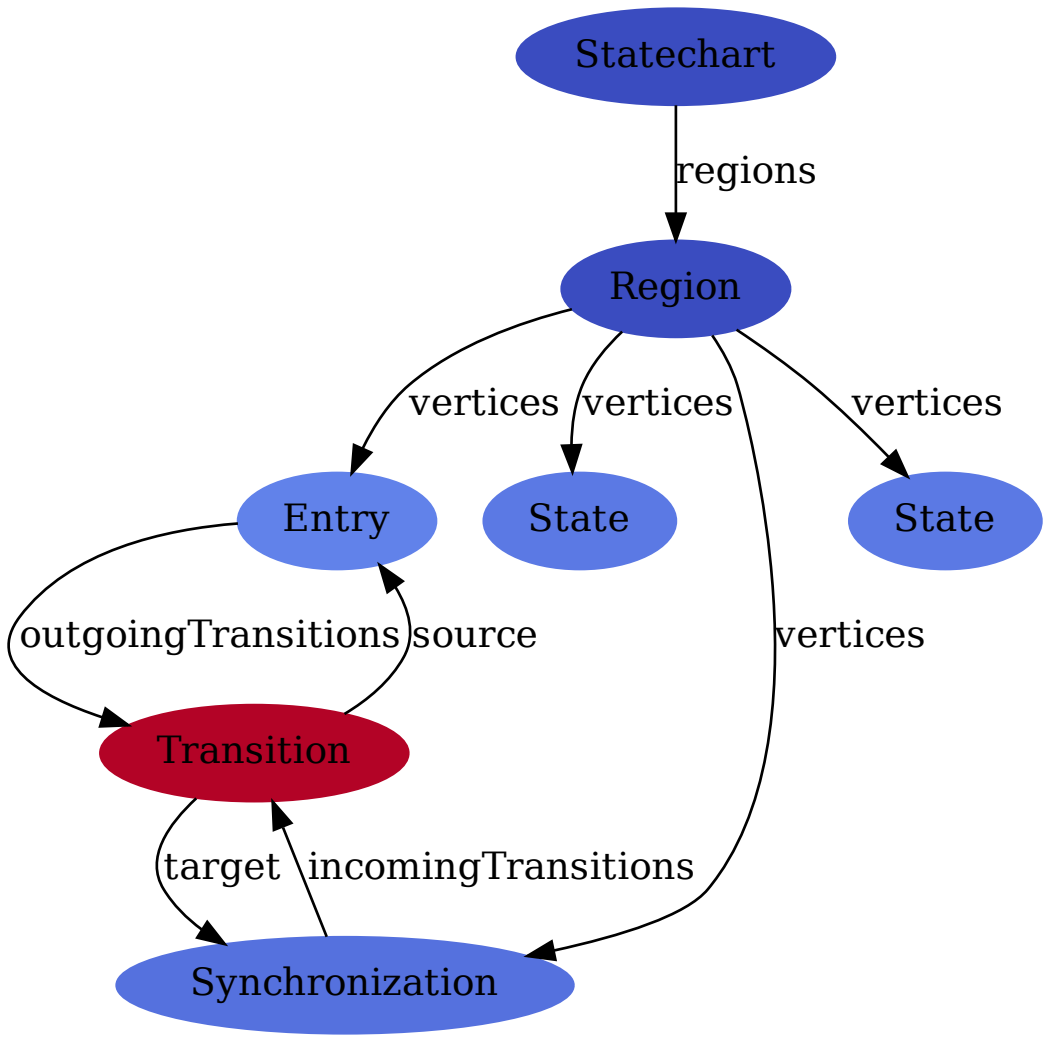 Statechart
regions
Region
vertices
vertices
vertices
Entry
State
State
outgoingTransitions
source
vertices
Transition
target
incomingTransitions
Synchronization